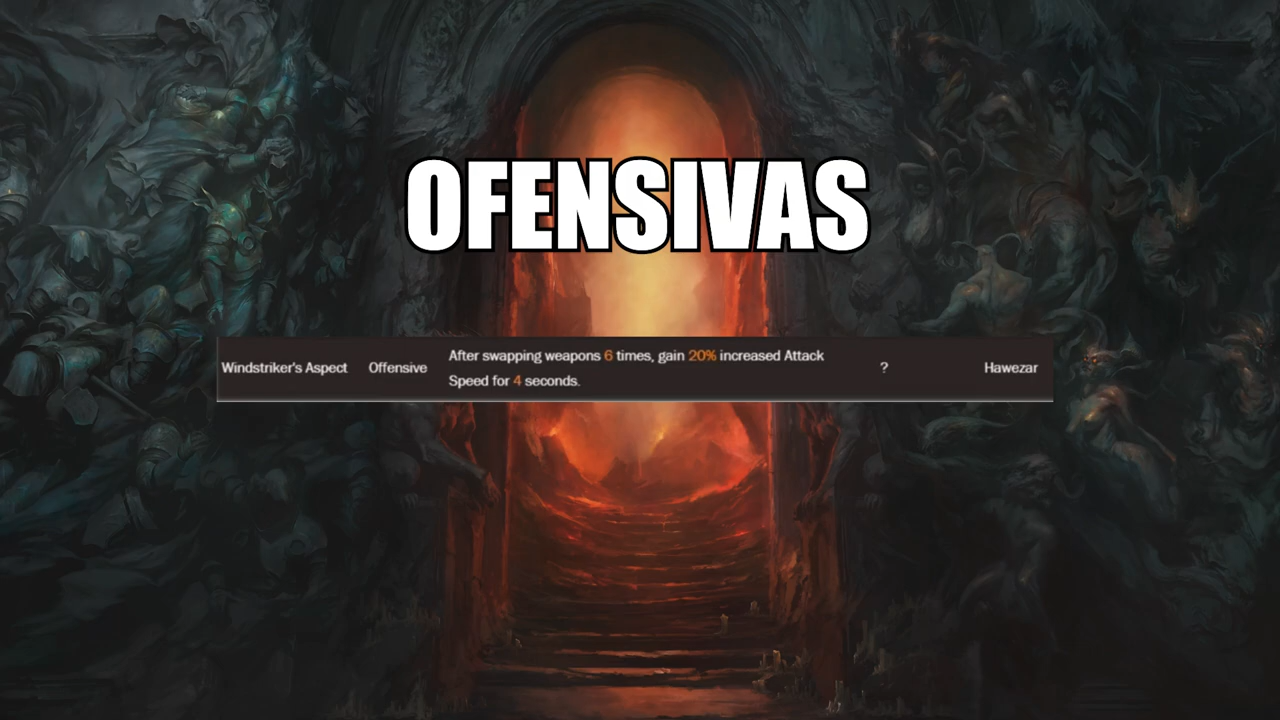 OFENSIVAS
Windstriker's Aspect Offensive After swapping weapons 6 times, gain 20% increased Attack
Speed for 4 seconds. ? Hawezar